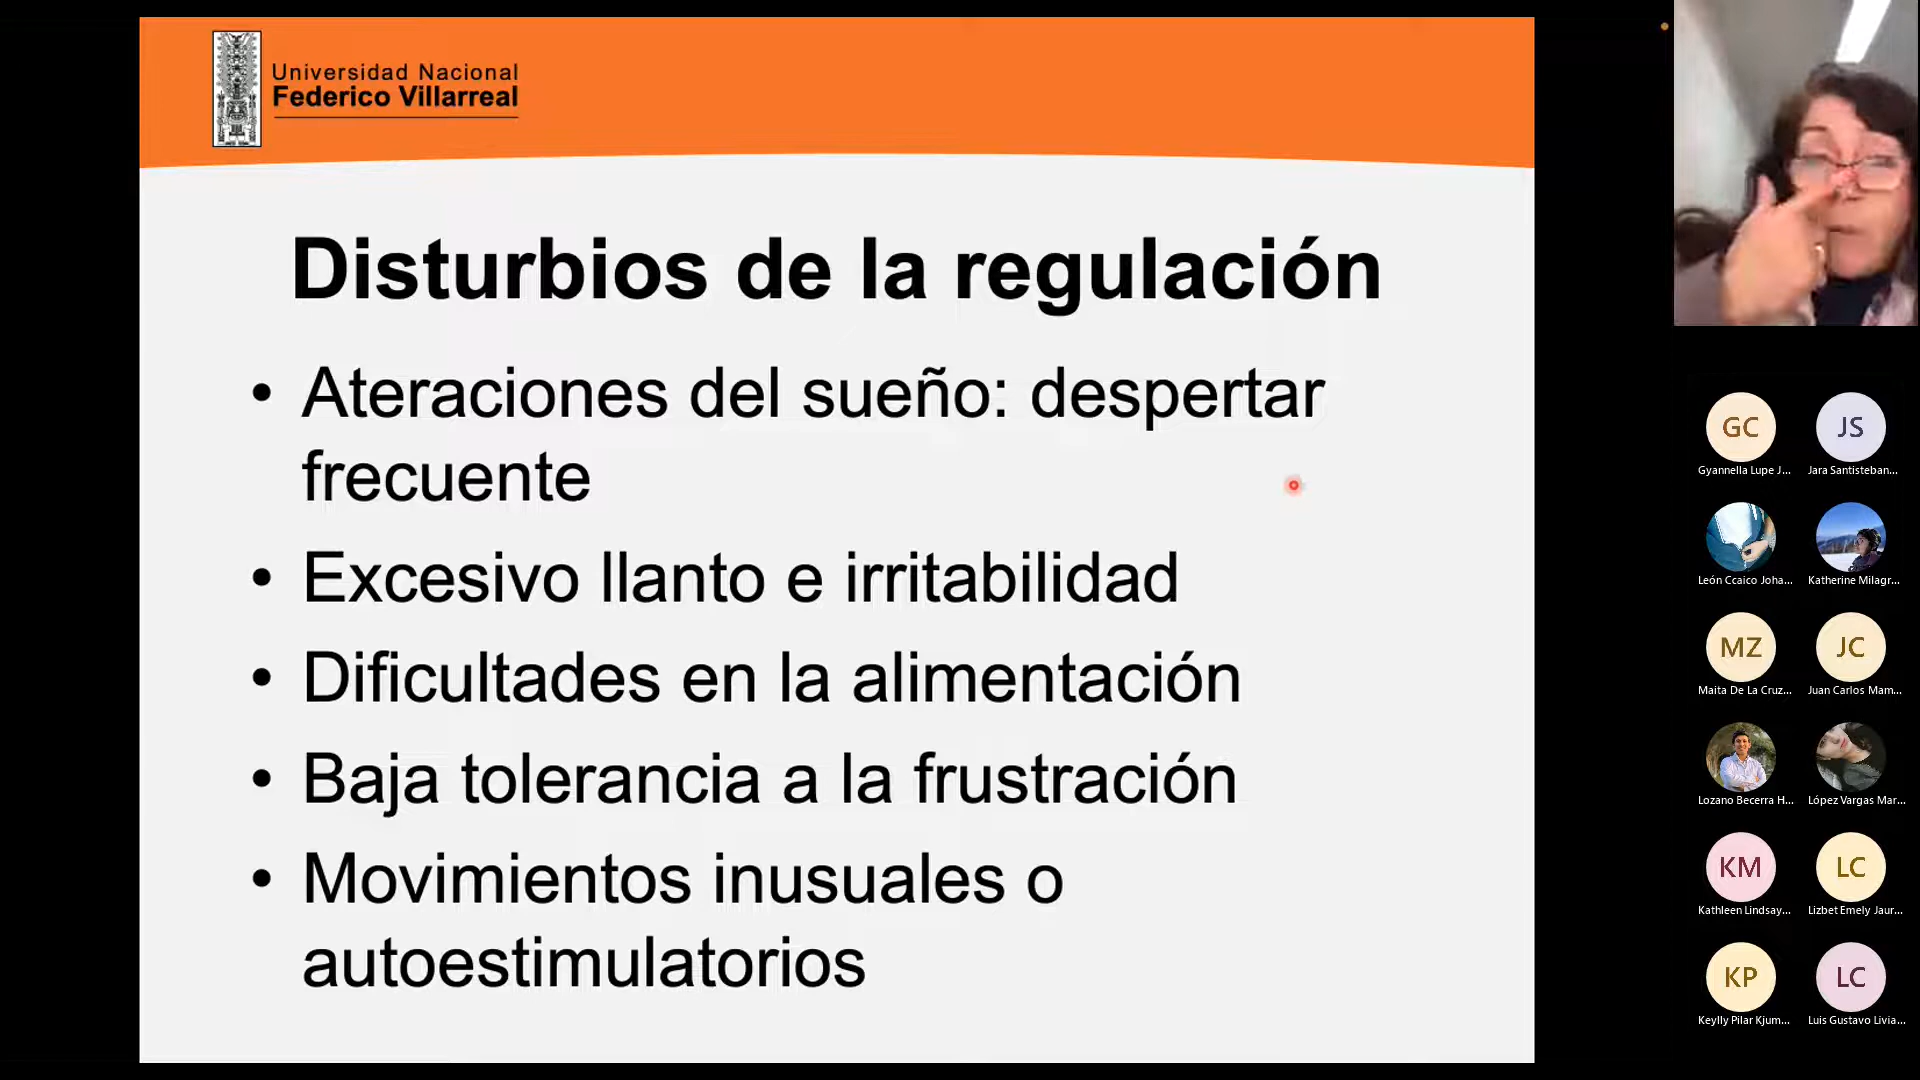 Universidad Nacional
Federico Villarreal
Disturbios de la regulación
• Ateraciones del sueño: despertar
frecuente
• Excesivo llanto e irritabilidad
• Dificultades en la alimentación
• Baja tolerancia a la frustración
• Movimientos inusuales o
autoestimulatorios
GC
JS
Gyannella Lupe J...
Jara Santisteban...
León Ccaico Joha...
Katherine Milagr...
MZ
JC
Maita De La Cruz...
Juan Carlos Mam...
Lozano Becerra H...
López Vargas Mar...
KM
LC
Kathleen Lindsay...
Lizbet Emely Jaur...
KP
LC
Keylly Pilar Kjum...
Luis Gustavo Livia...